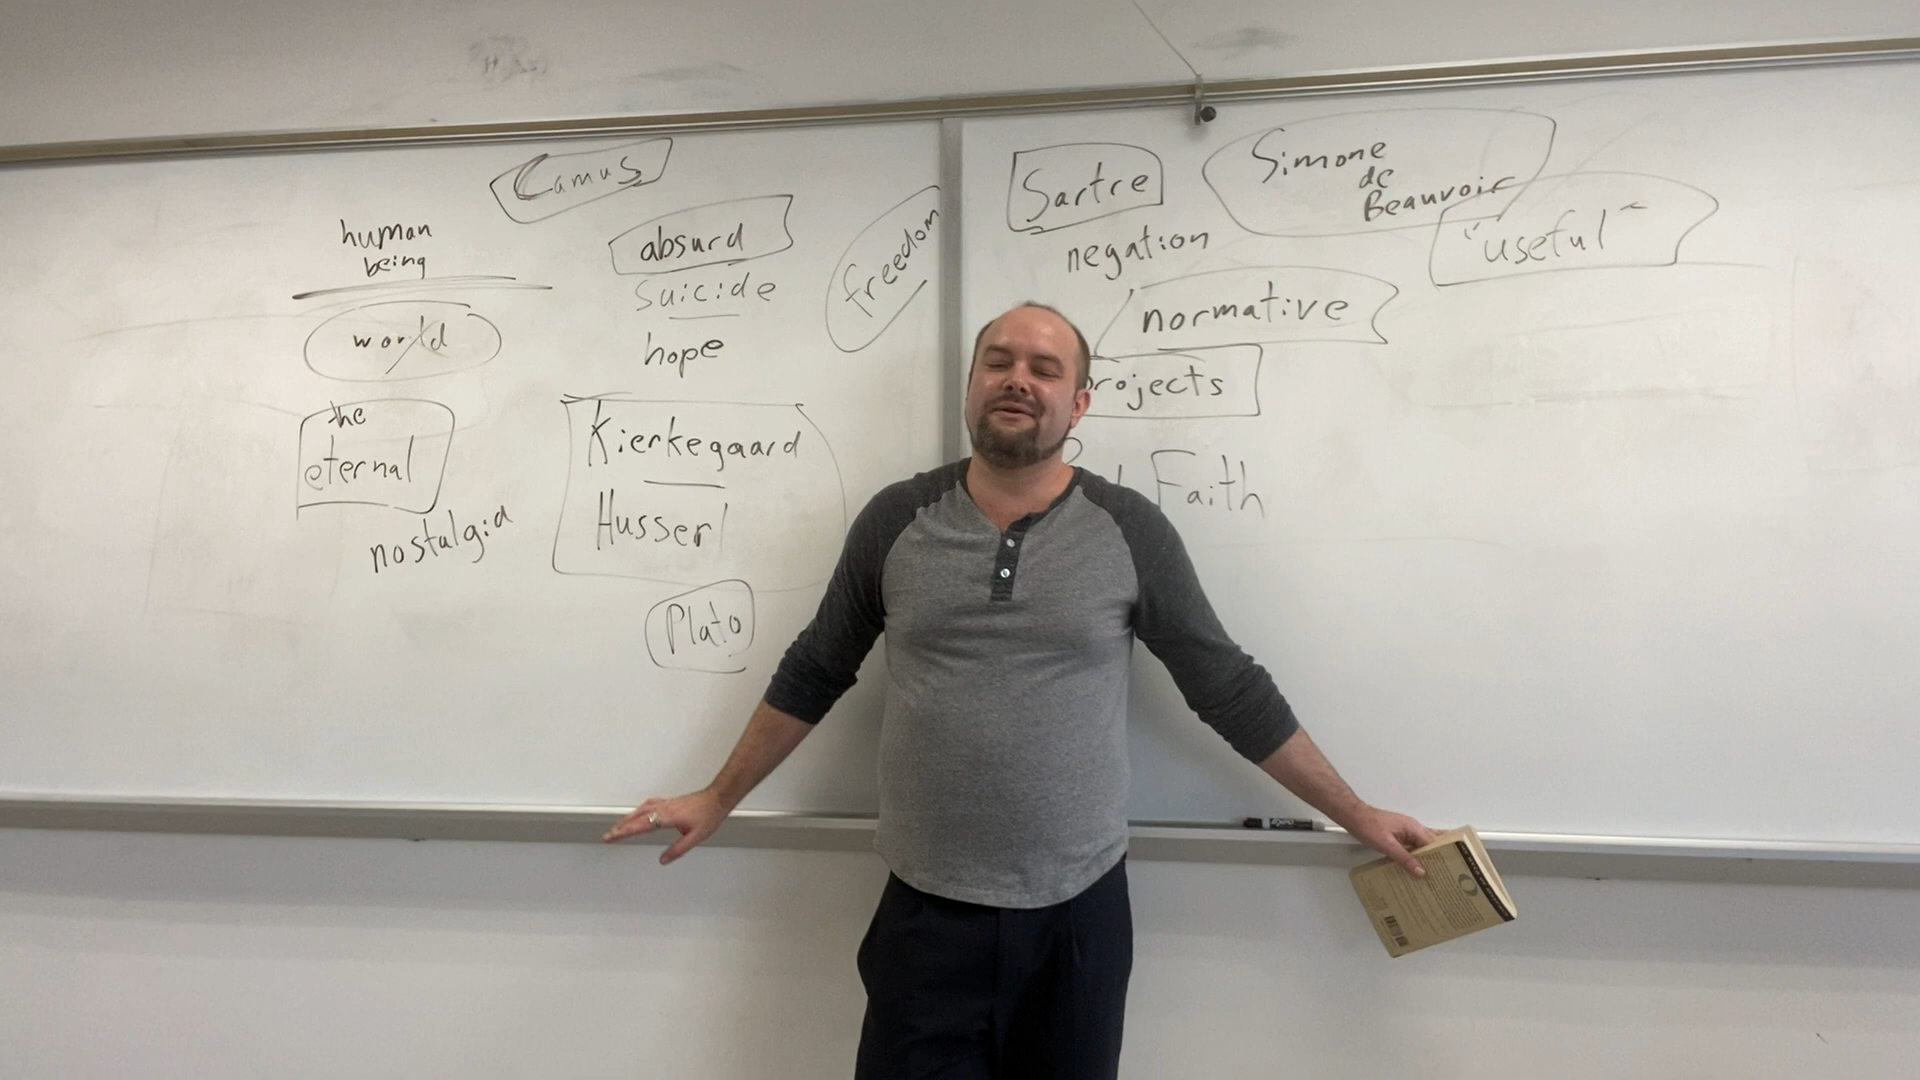 Camus
human
being
world
the
eternal
nostalgia
absurd
suicide
hope
Kierkegaard
Husserl
Plato
freedom
Sartre
negation
normative
projects
Faith
Simone
de
Beauvoir
"useful"